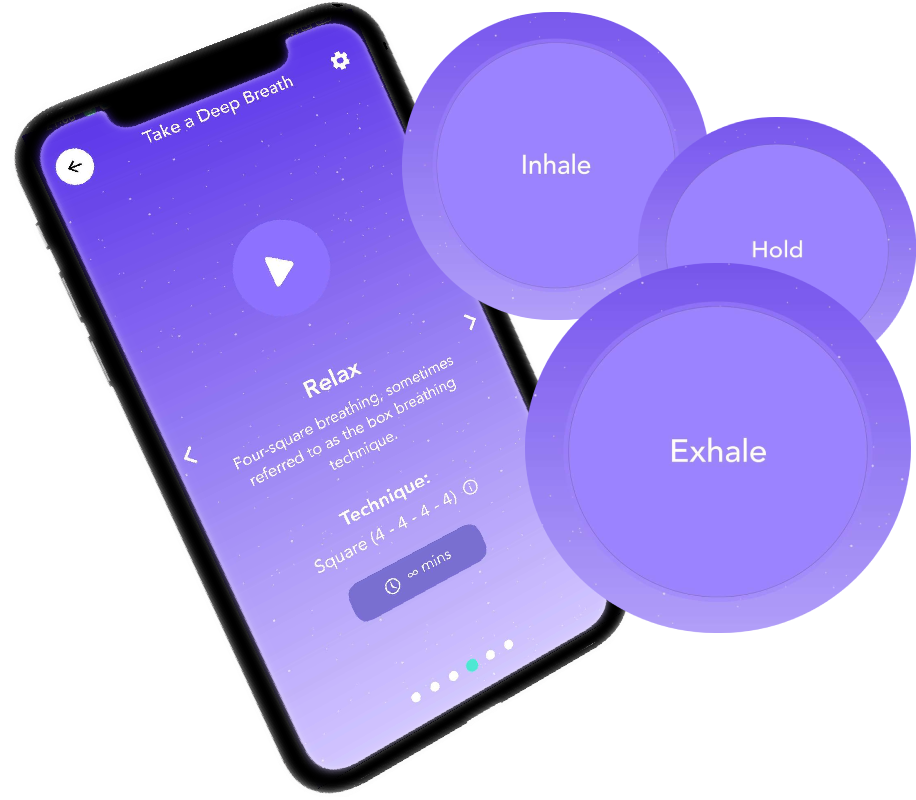 Take a Deep Breath
Relax
Four-square breathing, sometimes
referred to as the box breathing
technique.
Technique:
Square (4 - 4 - 4 - 4)
∞ mins
Inhale
Hold
Exhale